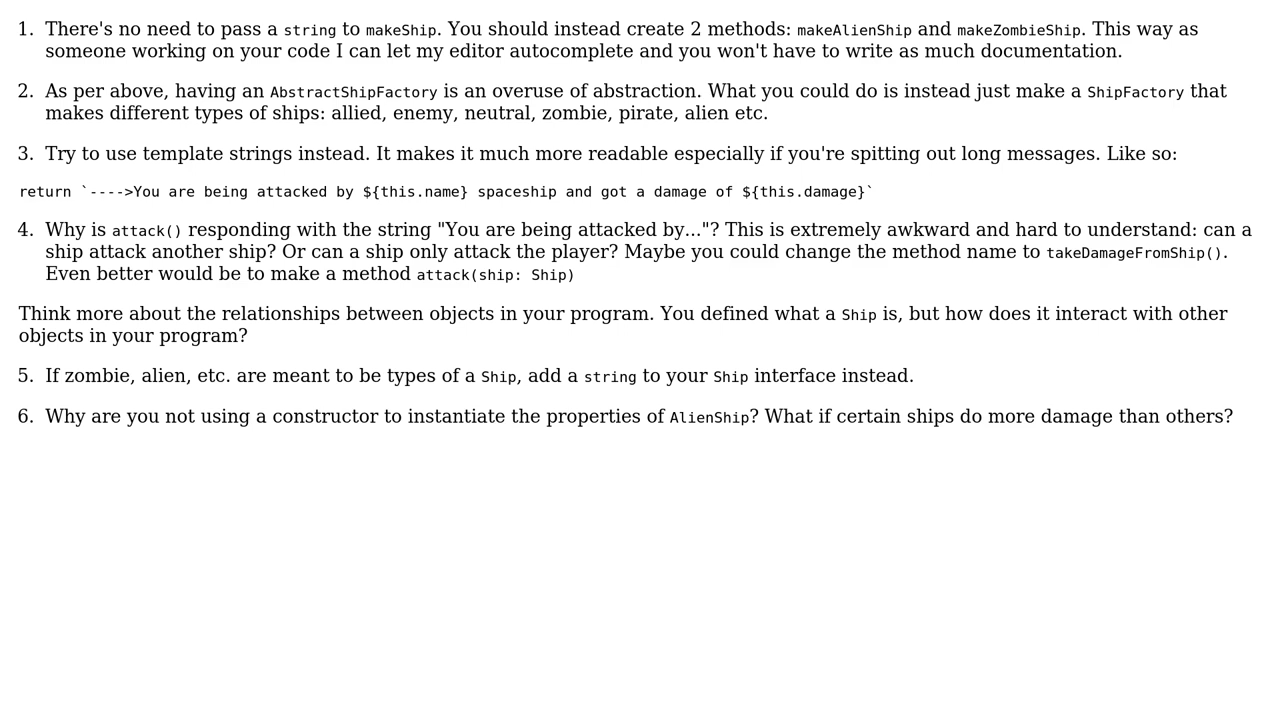 1. There's no need to pass a string to makeShip. You should instead create 2 methods: makeAlienShip and makeZombieShip. This way as
someone working on your code I can let my editor autocomplete and you won't have to write as much documentation.
2. As per above, having an AbstractShipFactory is an overuse of abstraction. What you could do is instead just make a ShipFactory that
makes different types of ships: allied, enemy, neutral, zombie, pirate, alien etc.
3. Try to use template strings instead. It makes it much more readable especially if you're spitting out long messages. Like so:
return `---->You are being attacked by ${this.name} spaceship and got a damage of ${this.damage}`
4. Why is attack() responding with the string "You are being attacked by..."? This is extremely awkward and hard to understand: can a
ship attack another ship? Or can a ship only attack the player? Maybe you could change the method name to takeDamageFromShip().
Even better would be to make a method attack(ship: Ship)
Think more about the relationships between objects in your program. You defined what a Ship is, but how does it interact with other
objects in your program?
5. If zombie, alien, etc. are meant to be types of a Ship, add a string to your Ship interface instead.
6. Why are you not using a constructor to instantiate the properties of AlienShip? What if certain ships do more damage than others?